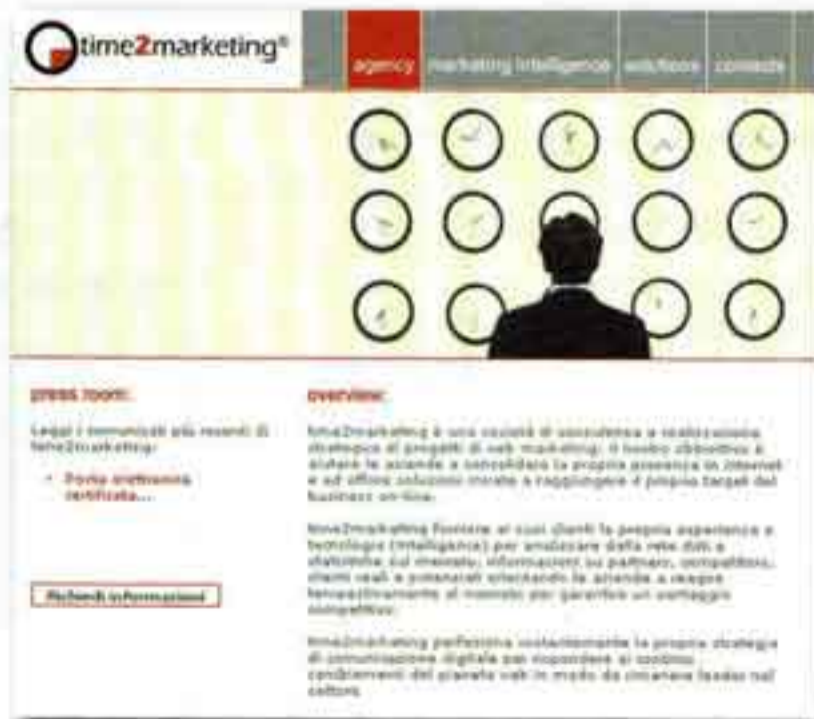 time2marketing®
agency marketing intelligence solutions contacts
press room:
Leggi i comunicati più recenti di
time2marketing:
• Posta elettronica
certificata...
Richiedi informazioni
overview:
time2marketing è una società di consulenza e realizzazione
strategica di progetti di web marketing: il nostro obbiettivo è
aiutare le aziende a consolidare la propria presenza in internet
e ad offrire soluzioni mirate a raggiungere il proprio target del
business on-line.
time2marketing fornisce ai suoi clienti la propria esperienza e
tecnologia (intelligence) per analizzare dalla rete dati e
statistiche sul mercato, informazioni su partners, competitors,
clienti reali e potenziali orientando le aziende a reagire
tempestivamente al mercato per garantire un vantaggio
competitivo.
time2marketing perfeziona costantemente la propria strategia
di comunicazione digitale per rispondere ai continui
cambiamenti del pianeta web in modo da rimanere leader nel
settore.